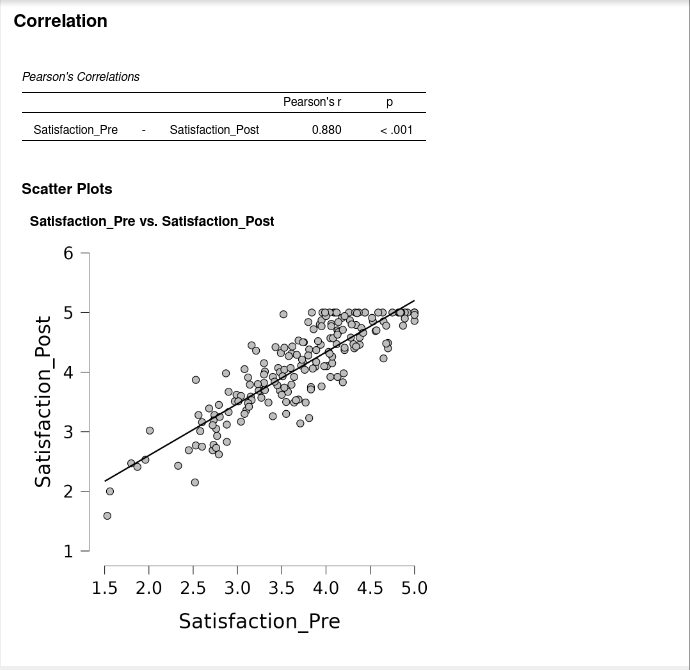 Correlation
Pearson's Correlations
Pearson's r p
Satisfaction_Pre - Satisfaction_Post 0.880 < .001
Scatter Plots
Satisfaction_Pre vs. Satisfaction_Post
6
5
4
3
2
1
Satisfaction_Post
1.5 2.0 2.5 3.0 3.5 4.0 4.5 5.0
Satisfaction_Pre